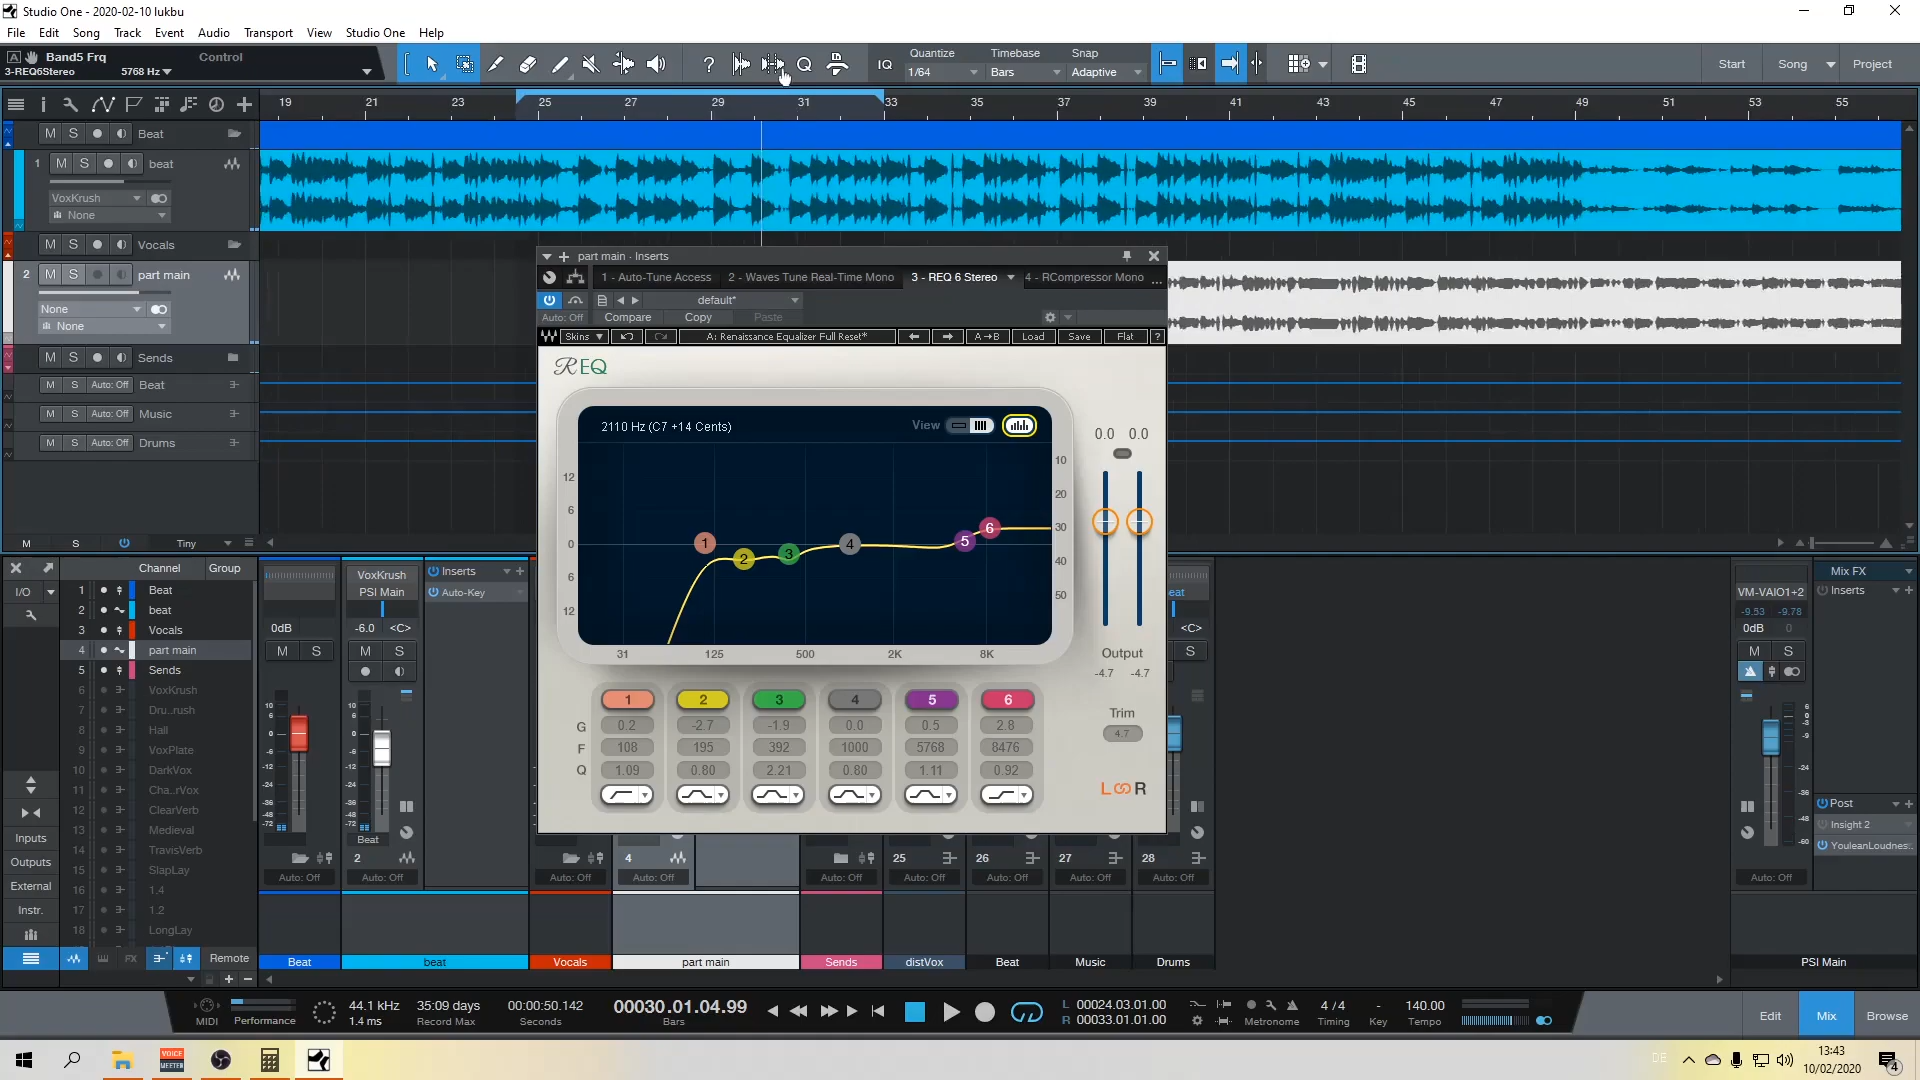 Studio One - 2020-02-10 lukbu
File Edit Song Track Event Audio Transport View Studio One Help
A Band5 Frq Control
3-REQ6Stereo 5768 Hz
? Q IQ
Quantize Timebase Snap
1/64 Bars Adaptive
Start Song Project
19 21 23 25 27 29 31 33 35 37 39 41 43 45 47 49 51 53 55
M S Beat
1 M S beat
VoxKrush
None
M S Vocals
2 M S part main
None
None
M S Sends
M S Auto: Off Beat
M S Auto: Off Music
M S Auto: Off Drums
M S Tiny
part main - Inserts
1 - Auto-Tune Access 2 - Waves Tune Real-Time Mono 3 - REQ 6 Stereo 4 - RCompressor Mono ...
default*
Auto: Off Compare Copy Paste
Skins A: Renaissance Equalizer Full Reset* A→B Load Save Flat ?
REQ
2110 Hz (C7 +14 Cents) View
0.0 0.0
12 6 0 6 12
10 20 30 40 50 60
1 2 3 4 5 6
31 125 500 2K 8K
Output
-4.7 -4.7
1 2 3 4 5 6
G 0.2 -2.7 -1.9 0.0 0.5 2.8
F 108 195 392 1000 5768 8476
Q 1.09 0.80 2.21 0.80 1.11 0.92
Trim
4.7
L R
Channel Group
I/O
1 Beat
2 beat
3 Vocals
4 part main
5 Sends
6 VoxKrush
7 Dru..rush
8 Hall
9 VoxPlate
10 DarkVox
11 Cha..rVox
12 ClearVerb
13 Medieval
14 TravisVerb
15 SlapLay
16 1.4
17 1.2
18 LongLay
Inputs
Outputs
External
Instr.
FX Remote
0dB
M S
VoxKrush
PSI Main
-6.0 <C>
M S
Beat
2
Inserts
Auto-Key
eat
<C>
S
4 25 26 27 28
Auto: Off Auto: Off Auto: Off Auto: Off Auto: Off Auto: Off Auto: Off Auto: Off Auto: Off
Beat beat Vocals part main Sends distVox Beat Music Drums PSI Main
VM-VAIO1+2
-9.53 -9.78
0dB 0
M S
Auto: Off
Mix FX
Inserts
Post
Insight 2
YouleanLoudnes..
MIDI Performance
44.1 kHz
1.4 ms
35:09 days
Record Max
00:00:50.142
Seconds
00030.01.04.99
Bars
L 00024.03.01.00
R 00033.01.01.00
Metronome
4 / 4
Timing
-
Key
140.00
Tempo
Edit Mix Browse
VOICE
MEETER
DE
13:43
10/02/2020
4